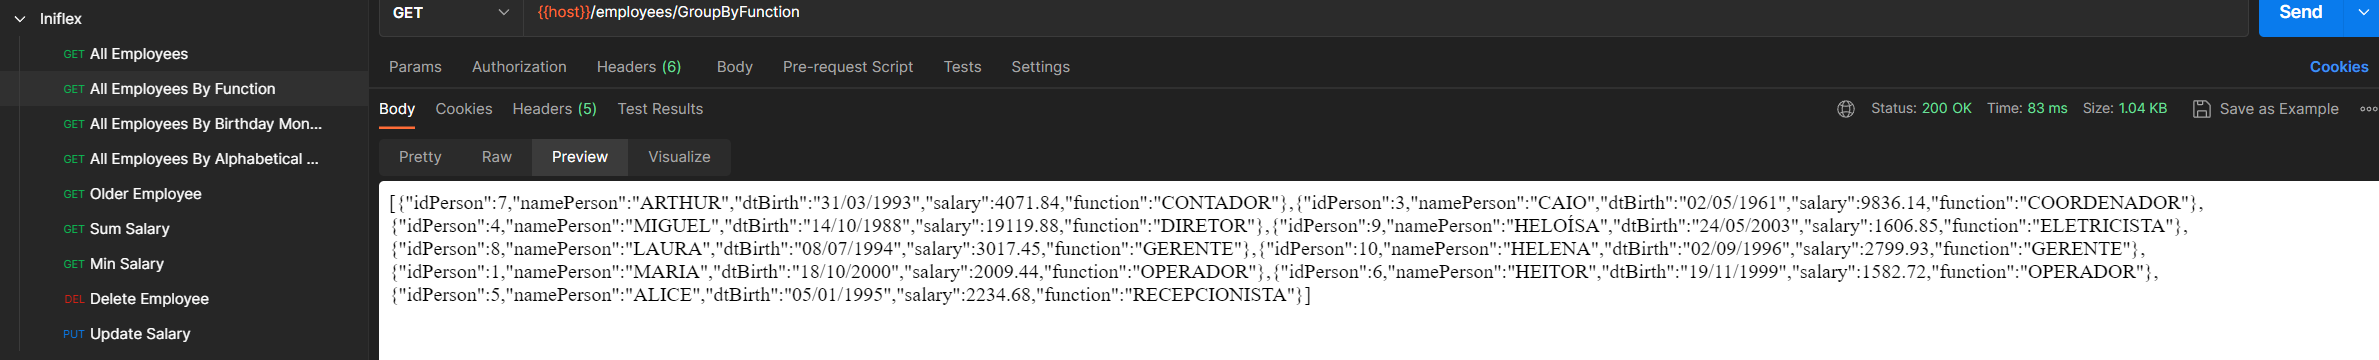 Iniflex
GET All Employees
GET All Employees By Function
GET All Employees By Birthday Mon...
GET All Employees By Alphabetical ...
GET Older Employee
GET Sum Salary
GET Min Salary
DEL Delete Employee
PUT Update Salary
GET {{host}}/employees/GroupByFunction Send
Params Authorization Headers (6) Body Pre-request Script Tests Settings Cookies
Body Cookies Headers (5) Test Results Status: 200 OK Time: 83 ms Size: 1.04 KB Save as Example
Pretty Raw Preview Visualize
[{"idPerson":7,"namePerson":"ARTHUR","dtBirth":"31/03/1993","salary":4071.84,"function":"CONTADOR"},{"idPerson":3,"namePerson":"CAIO","dtBirth":"02/05/1961","salary":9836.14,"function":"COORDENADOR"},
{"idPerson":4,"namePerson":"MIGUEL","dtBirth":"14/10/1988","salary":19119.88,"function":"DIRETOR"},{"idPerson":9,"namePerson":"HELOÍSA","dtBirth":"24/05/2003","salary":1606.85,"function":"ELETRICISTA"},
{"idPerson":8,"namePerson":"LAURA","dtBirth":"08/07/1994","salary":3017.45,"function":"GERENTE"},{"idPerson":10,"namePerson":"HELENA","dtBirth":"02/09/1996","salary":2799.93,"function":"GERENTE"},
{"idPerson":1,"namePerson":"MARIA","dtBirth":"18/10/2000","salary":2009.44,"function":"OPERADOR"},{"idPerson":6,"namePerson":"HEITOR","dtBirth":"19/11/1999","salary":1582.72,"function":"OPERADOR"},
{"idPerson":5,"namePerson":"ALICE","dtBirth":"05/01/1995","salary":2234.68,"function":"RECEPCIONISTA"}]